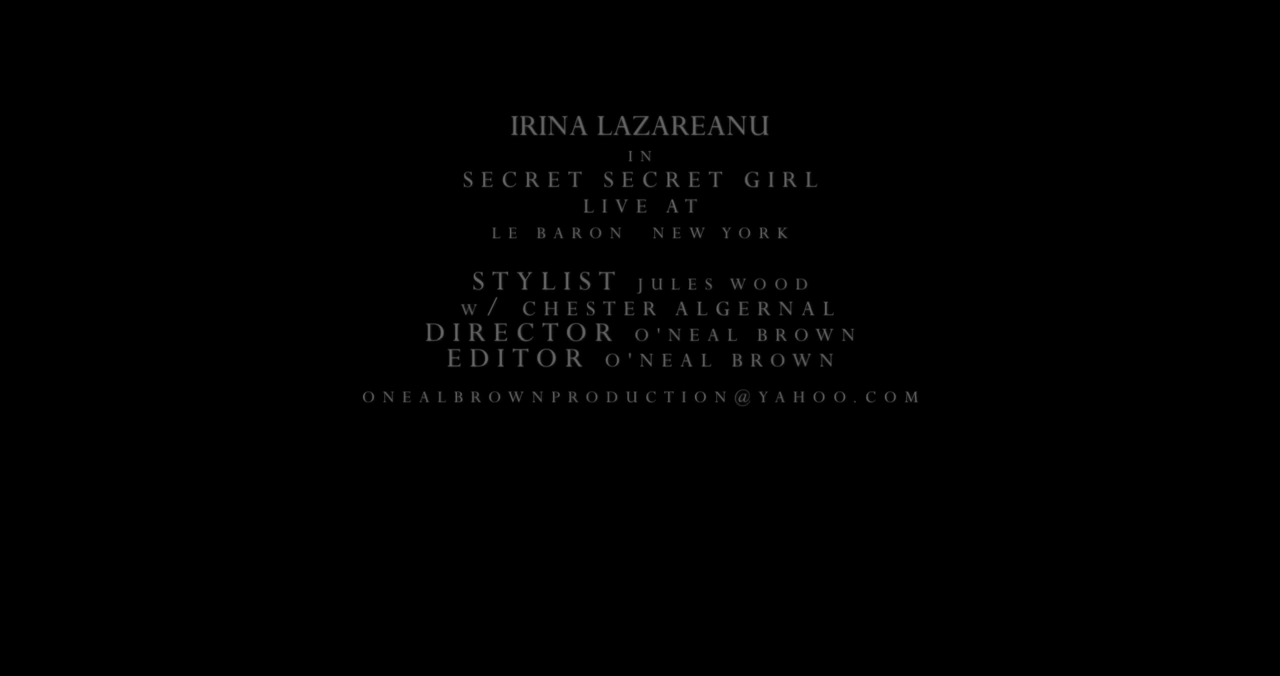 IRINA LAZAREANU
IN
SECRET SECRET GIRL
LIVE AT
LE BARON NEW YORK
STYLIST JULES WOOD
W/ CHESTER ALGERNAL
DIRECTOR O'NEAL BROWN
EDITOR O'NEAL BROWN
ONEALBROWNPRODUCTION@YAHOO.COM